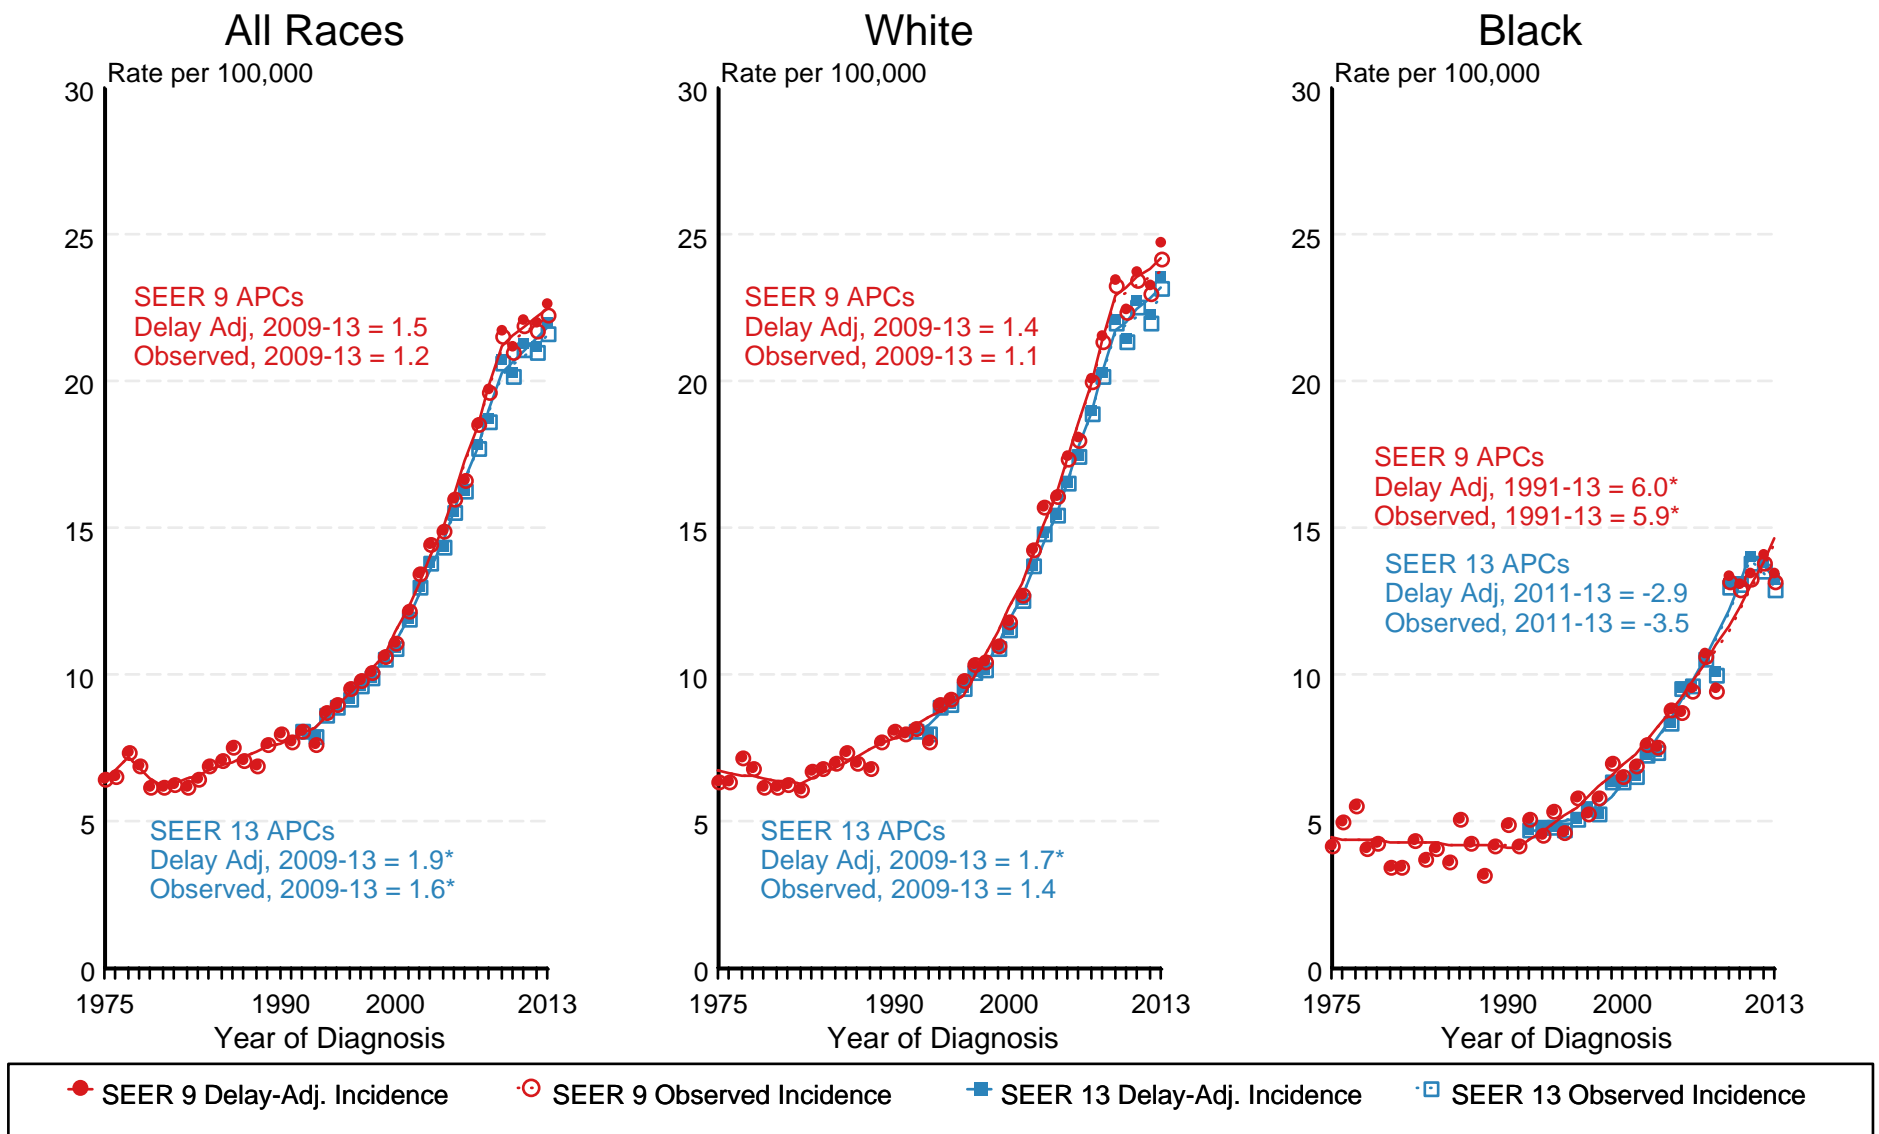 All Races
Rate per 100,000
30
25
20
15
10
5
0
SEER 9 APCs
Delay Adj, 2009-13 = 1.5
Observed, 2009-13 = 1.2
SEER 13 APCs
Delay Adj, 2009-13 = 1.9*
Observed, 2009-13 = 1.6*
1975 1990 2000 2013
Year of Diagnosis
White
Rate per 100,000
30
25
20
15
10
5
0
SEER 9 APCs
Delay Adj, 2009-13 = 1.4
Observed, 2009-13 = 1.1
SEER 13 APCs
Delay Adj, 2009-13 = 1.7*
Observed, 2009-13 = 1.4
1975 1990 2000 2013
Year of Diagnosis
Black
Rate per 100,000
30
25
20
15
10
5
0
SEER 9 APCs
Delay Adj, 1991-13 = 6.0*
Observed, 1991-13 = 5.9*
SEER 13 APCs
Delay Adj, 2011-13 = -2.9
Observed, 2011-13 = -3.5
1975 1990 2000 2013
Year of Diagnosis
SEER 9 Delay-Adj. Incidence SEER 9 Observed Incidence SEER 13 Delay-Adj. Incidence SEER 13 Observed Incidence